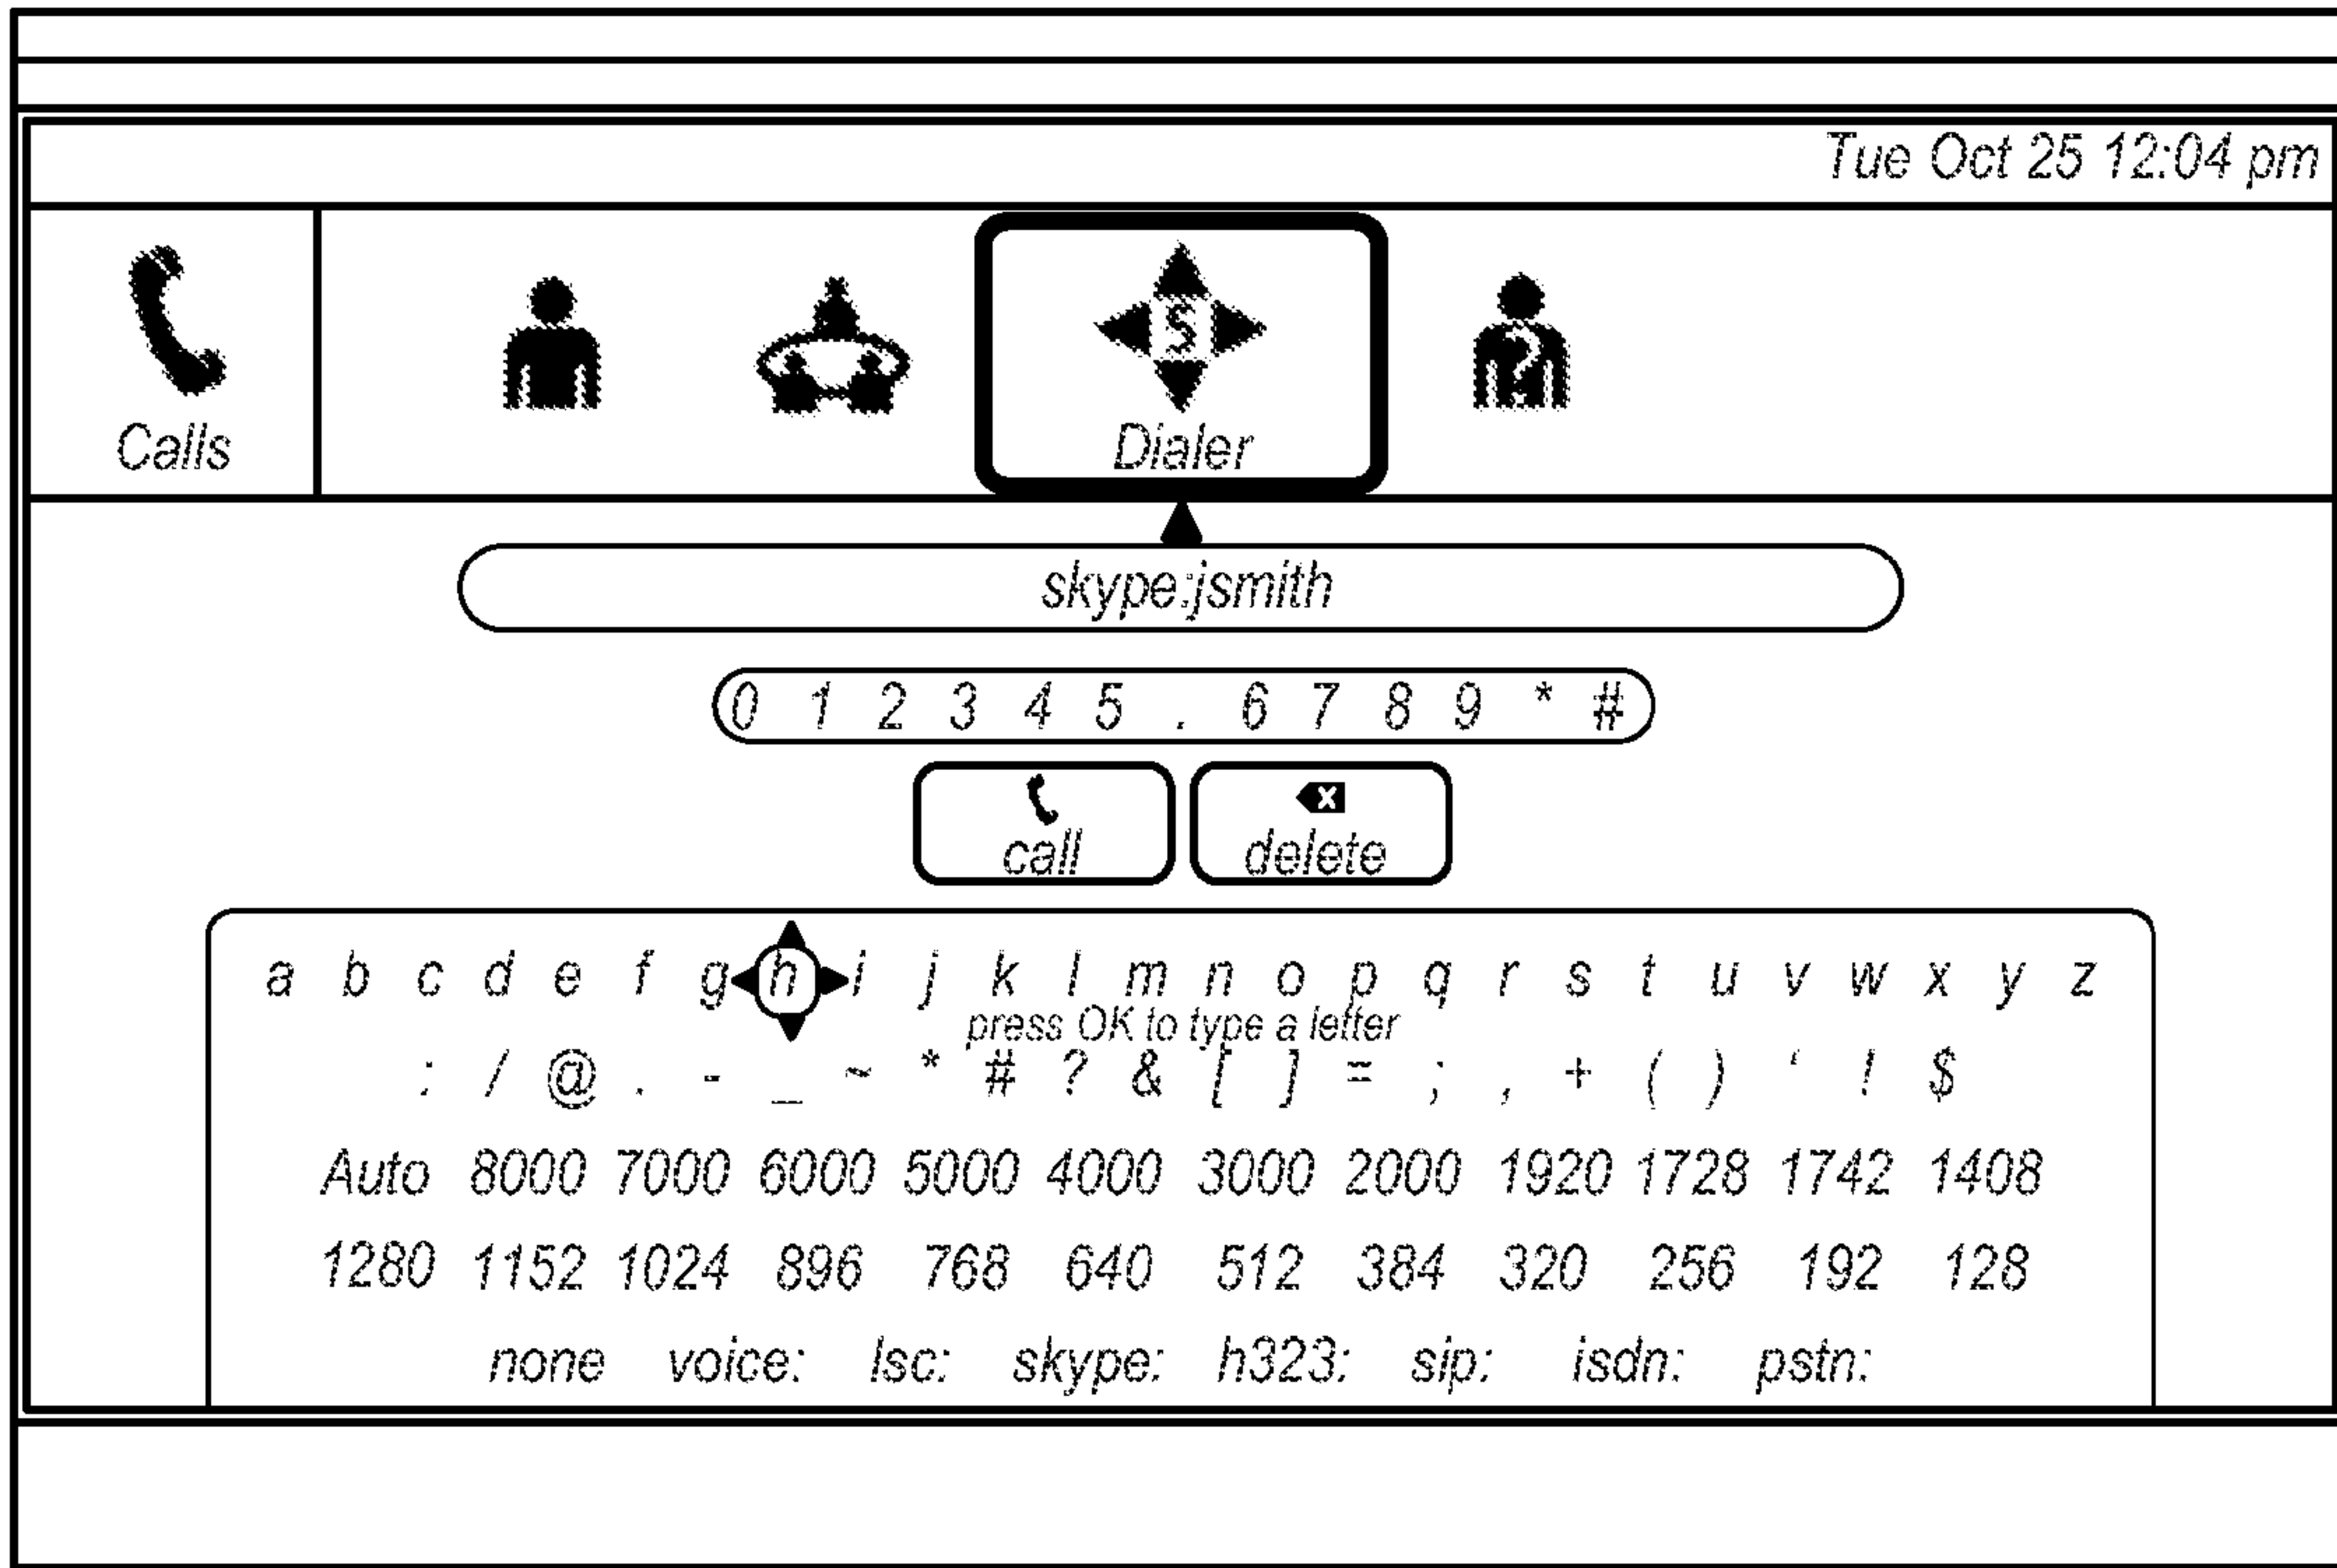 Tue Oct 25 12:04 pm
S
Calls
Dialer
skype:jsmith
0 1 2 3 4 5 . 6 7 8 9 * #
call delete
a b c d e f g h i j k l m n o p q r s t u v w x y z
press OK to type a letter
: / @ . - _ ~ * # ? & [ ] = ; , + ( ) ‘ ! $
Auto 8000 7000 6000 5000 4000 3000 2000 1920 1728 1742 1408
1280 1152 1024 896 768 640 512 384 320 256 192 128
none voice: lsc: skype: h323: sip: isdn: pstn: